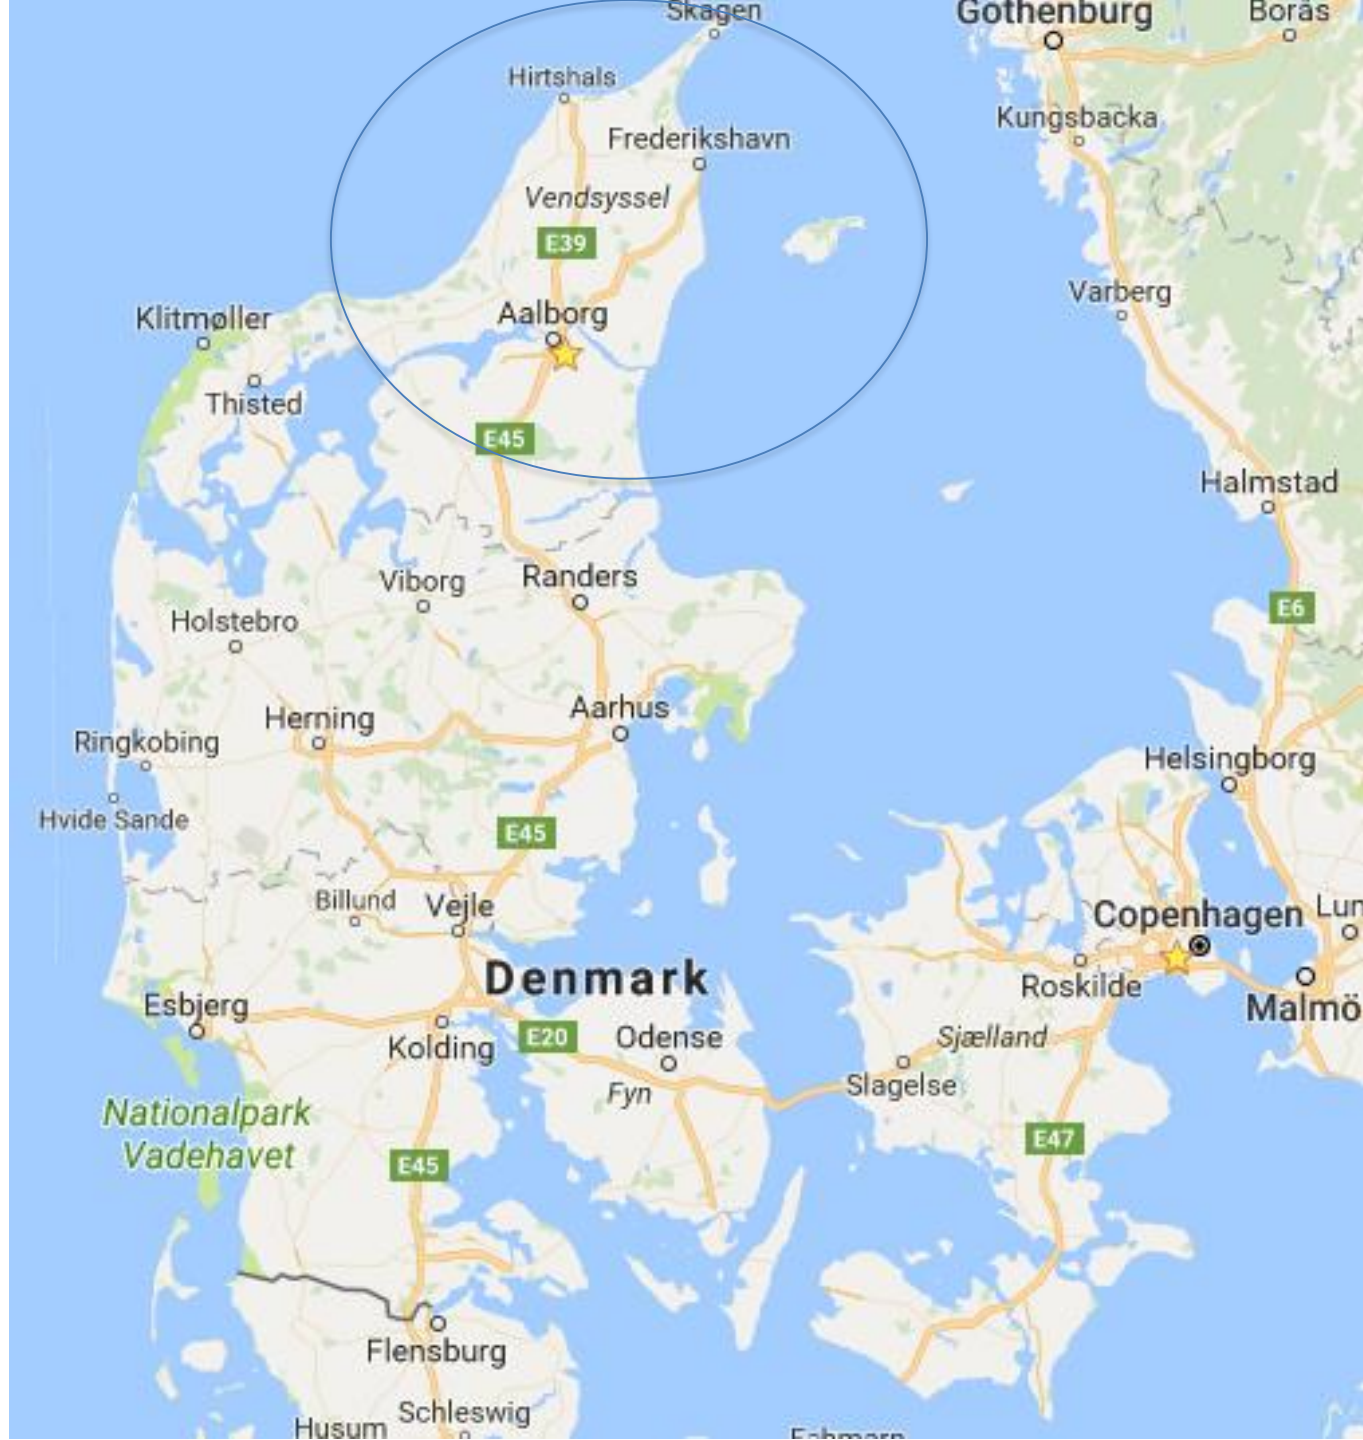 Skagen
Gothenburg
Borås
Hirtshals
Kungsbacka
Frederikshavn
Vendsyssel
E39
Varberg
Klitmøller
Aalborg
Thisted
E45
Halmstad
Viborg
Randers
E6
Holstebro
Aarhus
Herning
Ringkobing
Helsingborg
Hvide Sande
E45
Billund
Vejle
Copenhagen
Lun
Denmark
Roskilde
Malmö
Esbjerg
E20
Odense
Sjælland
Kolding
Slagelse
Fyn
Nationalpark
Vadehavet
E47
E45
Flensburg
Schleswig
Husum
Fehmarn